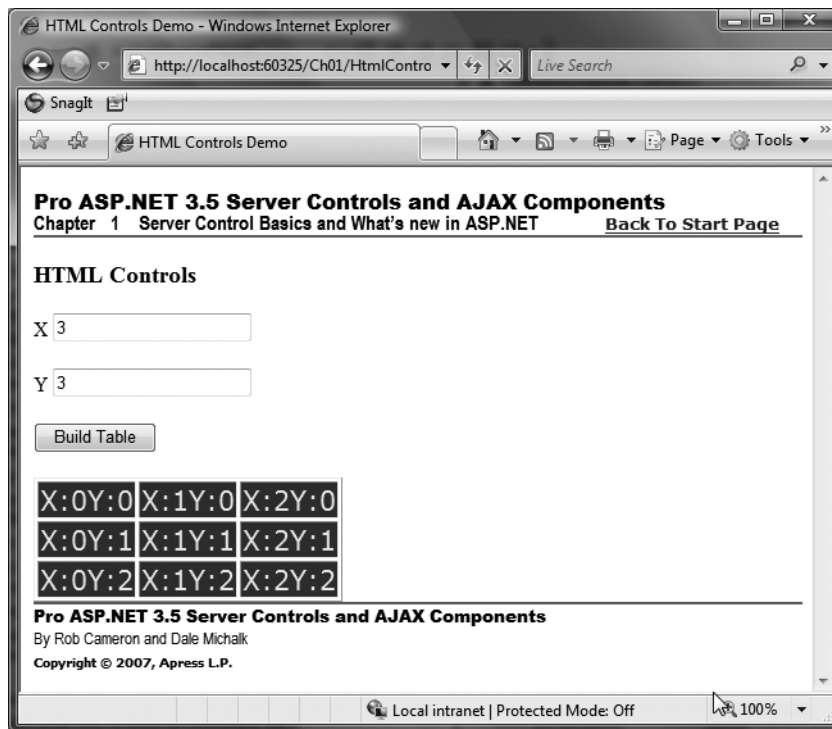 HTML Controls Demo - Windows Internet Explorer
http://localhost:60325/Ch01/HtmlContro
Live Search
SnagIt
HTML Controls Demo
Page
Tools
»
Pro ASP.NET 3.5 Server Controls and AJAX Components
Chapter 1 Server Control Basics and What's new in ASP.NET Back To Start Page
HTML Controls
X 3
Y 3
Build Table
X:0Y:0 X:1Y:0 X:2Y:0
X:0Y:1 X:1Y:1 X:2Y:1
X:0Y:2 X:1Y:2 X:2Y:2
Pro ASP.NET 3.5 Server Controls and AJAX Components
By Rob Cameron and Dale Michalk
Copyright © 2007, Apress L.P.
Local intranet | Protected Mode: Off
100%